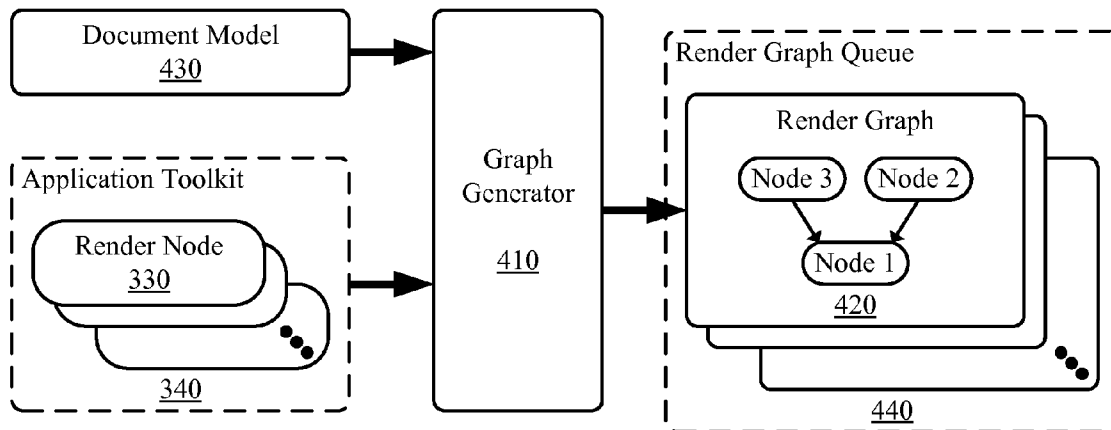 Document Model
430
Application Toolkit
Render Node
330
340
Graph
Generator
410
Render Graph Queue
Render Graph
Node 3
Node 2
Node 1
420
440